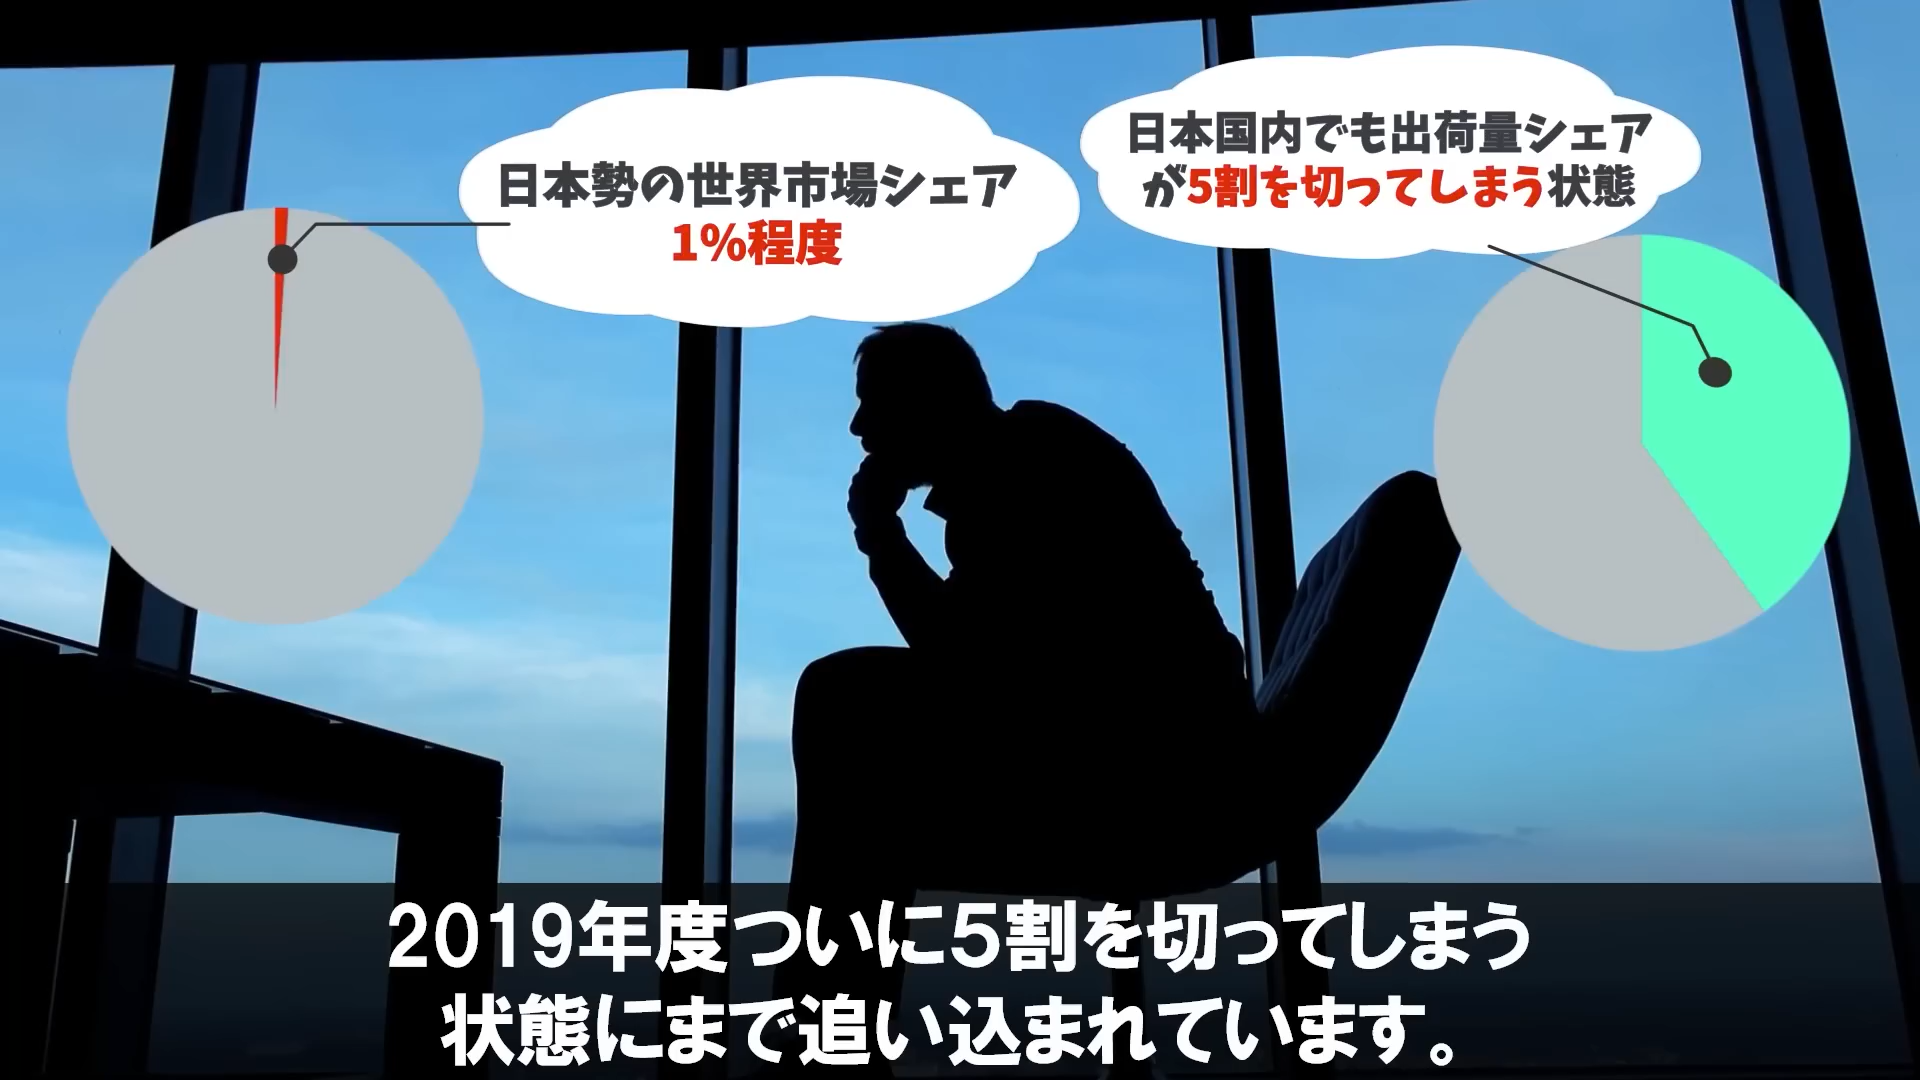 日本勢の世界市場シェア
1%程度
日本国内でも出荷量シェア
が5割を切ってしまう状態
2019年度ついに5割を切ってしまう
状態にまで追い込まれています。